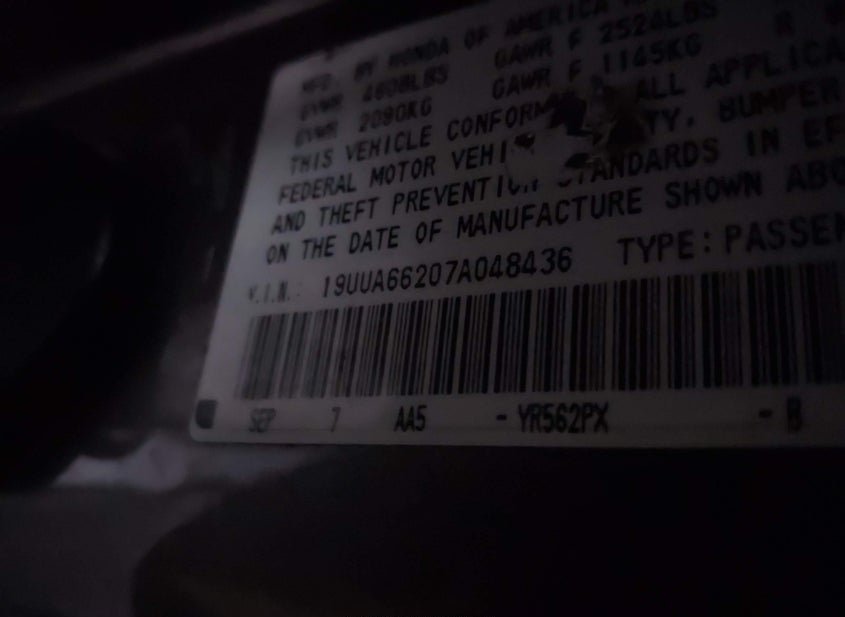 MFD. BY HONDA OF AMERICA
GVWR 4608LBS GAWR F 2524LBS
GVWR 2090KG GAWR F 1145KG R
THIS VEHICLE CONFORM ALL APPLICA
FEDERAL MOTOR VEHI TY, BUMPER
AND THEFT PREVENTI STANDARDS IN EF
ON THE DATE OF MANUFACTURE SHOWN ABO
V.I.N.: 19UUA66207A048436 TYPE: PASSEN
SEP 7 AA5 - YR562PX - B